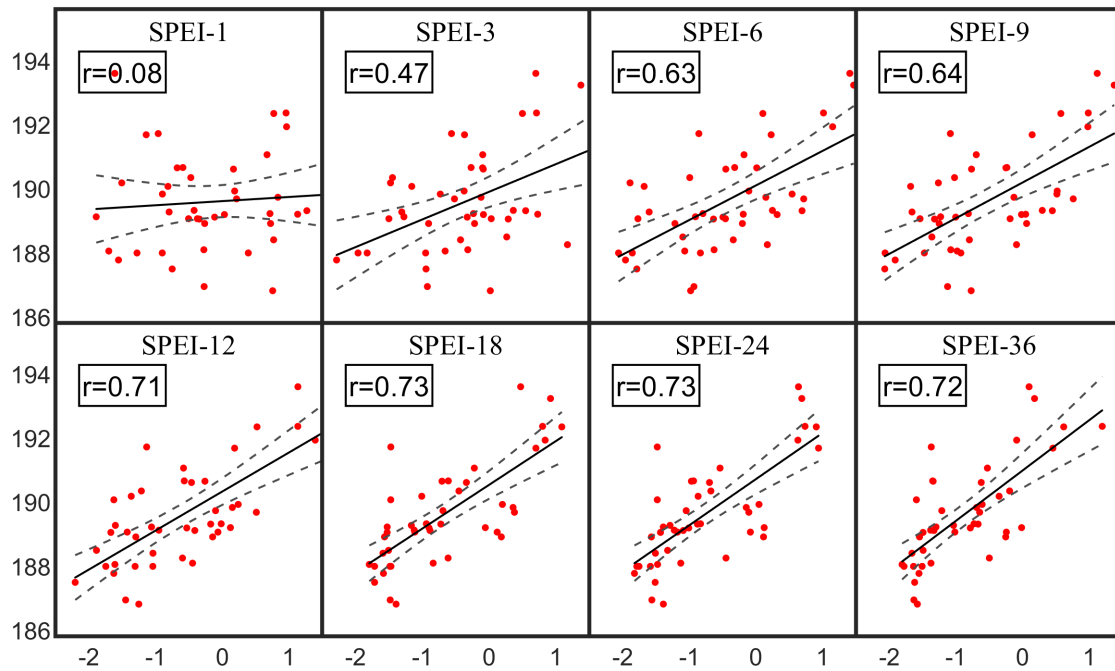 SPEI-1 SPEI-3 SPEI-6 SPEI-9
194
r=0.08 r=0.47 r=0.63 r=0.64
192
190
188
186
SPEI-12 SPEI-18 SPEI-24 SPEI-36
194
r=0.71 r=0.73 r=0.73 r=0.72
192
190
188
186
-2 -1 0 1 -2 -1 0 1 -2 -1 0 1 -2 -1 0 1